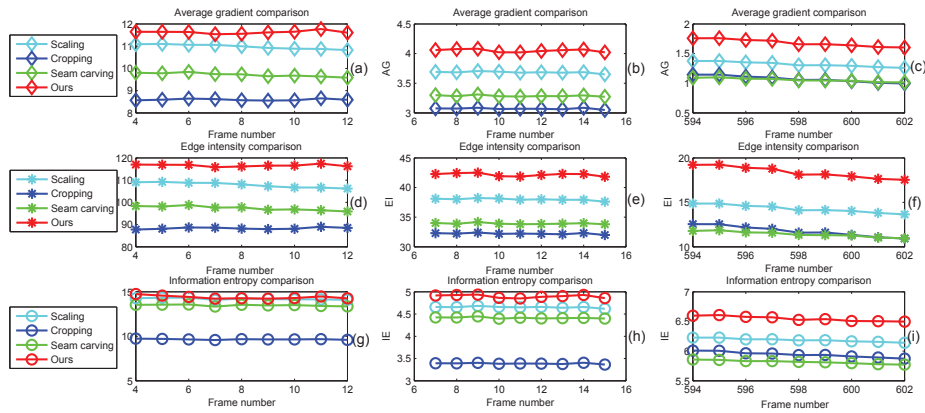 Average gradient comparison
Average gradient comparison
Average gradient comparison
12
11
10
9
8
4 6 8 10 12
Frame number
(a)
AG
4.5
4
3.5
3
6 8 10 12 14 16
Frame number
(b)
AG
2
1.5
0.5
594 596 598 600 602
Frame number
(c)
Scaling
Cropping
Seam carving
Ours
Edge intensity comparison
Edge intensity comparison
Edge intensity comparison
120
110
100
90
80
4 6 8 10 12
Frame number
(d)
EI
45
40
35
30
6 8 10 12 14 16
Frame number
(e)
EI
20
15
10
594 596 598 600 602
Frame number
(f)
Scaling
Cropping
Seam carving
Ours
Information entropy comparison
Information entropy comparison
Information entropy comparison
15
10
5
4 6 8 10 12
Frame number
(g)
IE
5
4.5
4
3.5
3
6 8 10 12 14 16
Frame number
(h)
IE
7
6.5
6
5.5
594 596 598 600 602
Frame number
(i)
Scaling
Cropping
Seam carving
Ours